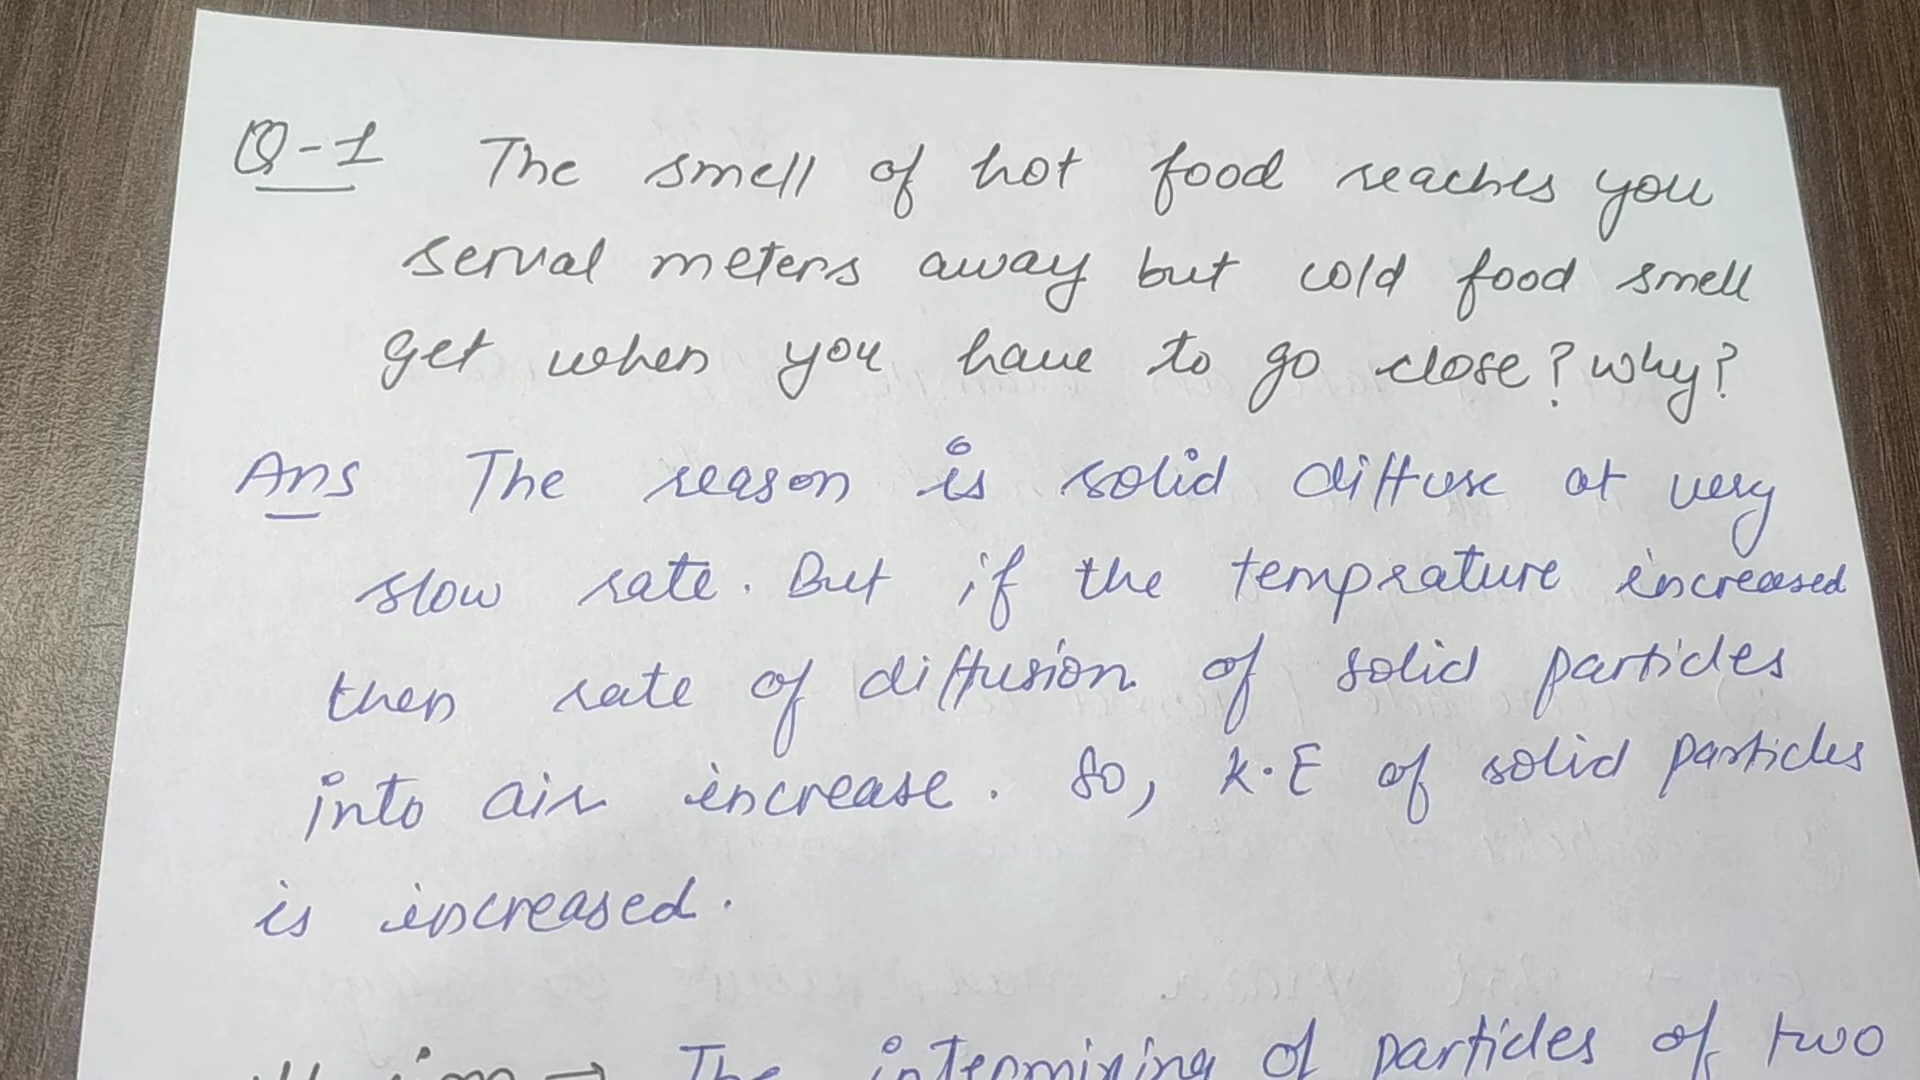 Q-1 The smell of hot food reaches you
serval meters away but cold food smell
get when you have to go close? why?
Ans The reason is solid diffuse at very
slow rate. But if the temprature increased
then rate of diffusion of solid particles
into air increase. So, K.E of solid particles
is increased.
→ The intermixing of particles of two